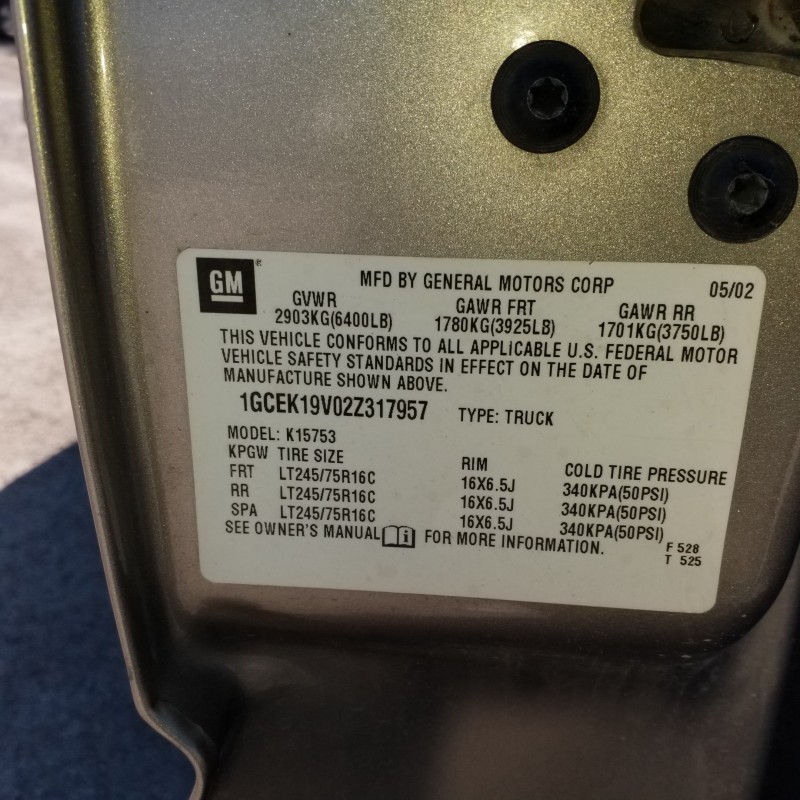 GM®
MFD BY GENERAL MOTORS CORP 05/02
GVWR GAWR FRT GAWR RR
2903KG(6400LB) 1780KG(3925LB) 1701KG(3750LB)
THIS VEHICLE CONFORMS TO ALL APPLICABLE U.S. FEDERAL MOTOR
VEHICLE SAFETY STANDARDS IN EFFECT ON THE DATE OF
MANUFACTURE SHOWN ABOVE.
1GCEK19V02Z317957 TYPE: TRUCK
MODEL: K15753
KPGW TIRE SIZE RIM COLD TIRE PRESSURE
FRT LT245/75R16C 16X6.5J 340KPA(50PSI)
RR LT245/75R16C 16X6.5J 340KPA(50PSI)
SPA LT245/75R16C 16X6.5J 340KPA(50PSI)
SEE OWNER'S MANUAL i FOR MORE INFORMATION.
F 528
T 525